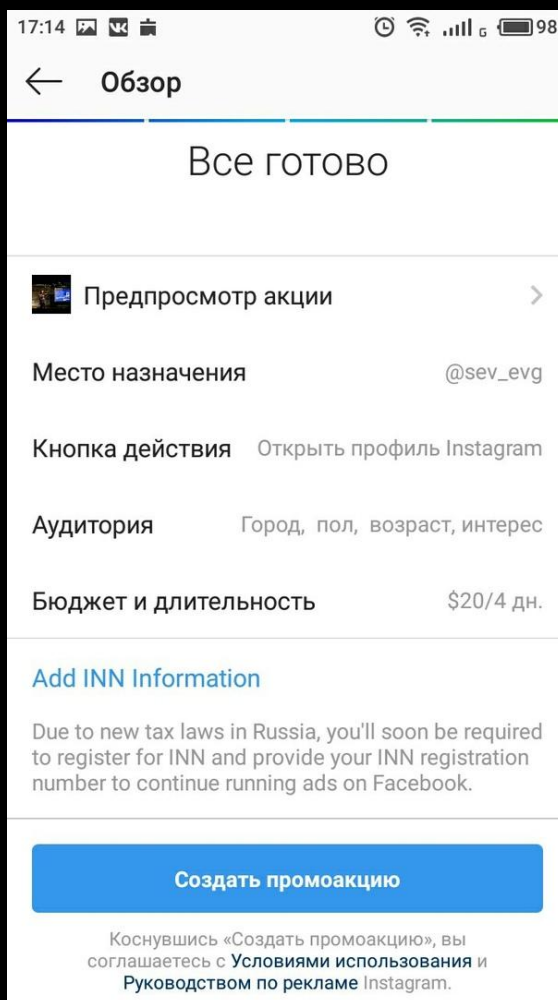 17:14
G 98
Обзор
Все готово
Предпросмотр акции
Место назначения @sev_evg
Кнопка действия Открыть профиль Instagram
Аудитория Город, пол, возраст, интерес
Бюджет и длительность $20/4 дн.
Add INN Information
Due to new tax laws in Russia, you'll soon be required
to register for INN and provide your INN registration
number to continue running ads on Facebook.
Создать промоакцию
Коснувшись «Создать промоакцию», вы
соглашаетесь с Условиями использования и
Руководством по рекламе Instagram.